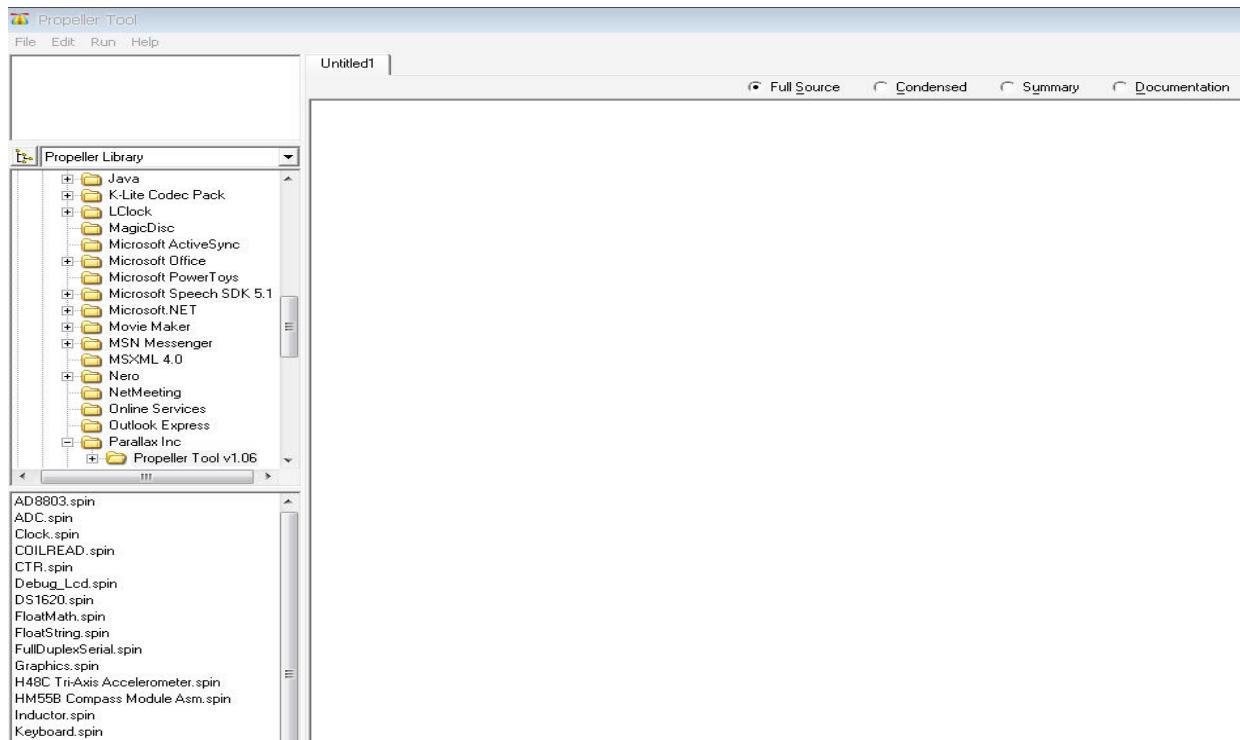 Propeller Tool
File Edit Run Help
Untitled1
Full Source Condensed Summary Documentation
Propeller Library
Java
K-Lite Codec Pack
LClock
MagicDisc
Microsoft ActiveSync
Microsoft Office
Microsoft PowerToys
Microsoft Speech SDK 5.1
Microsoft.NET
Movie Maker
MSN Messenger
MSXML 4.0
Nero
NetMeeting
Online Services
Outlook Express
Parallax Inc
Propeller Tool v1.06
AD8803.spin
ADC.spin
Clock.spin
COILREAD.spin
CTR.spin
Debug_Lcd.spin
DS1620.spin
FloatMath.spin
FloatString.spin
FullDuplexSerial.spin
Graphics.spin
H48C Tri-Axis Accelerometer.spin
HM55B Compass Module Asm.spin
Inductor.spin
Keyboard.spin